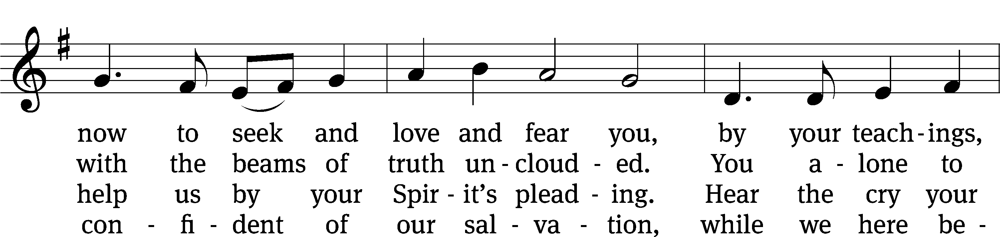 now to seek and love and fear you, by your teach-ings,
with the beams of truth un-cloud-ed. You a-lone to
help us by your Spir-it’s plead-ing. Hear the cry your
con-fi-dent of our sal-va-tion, while we here be-